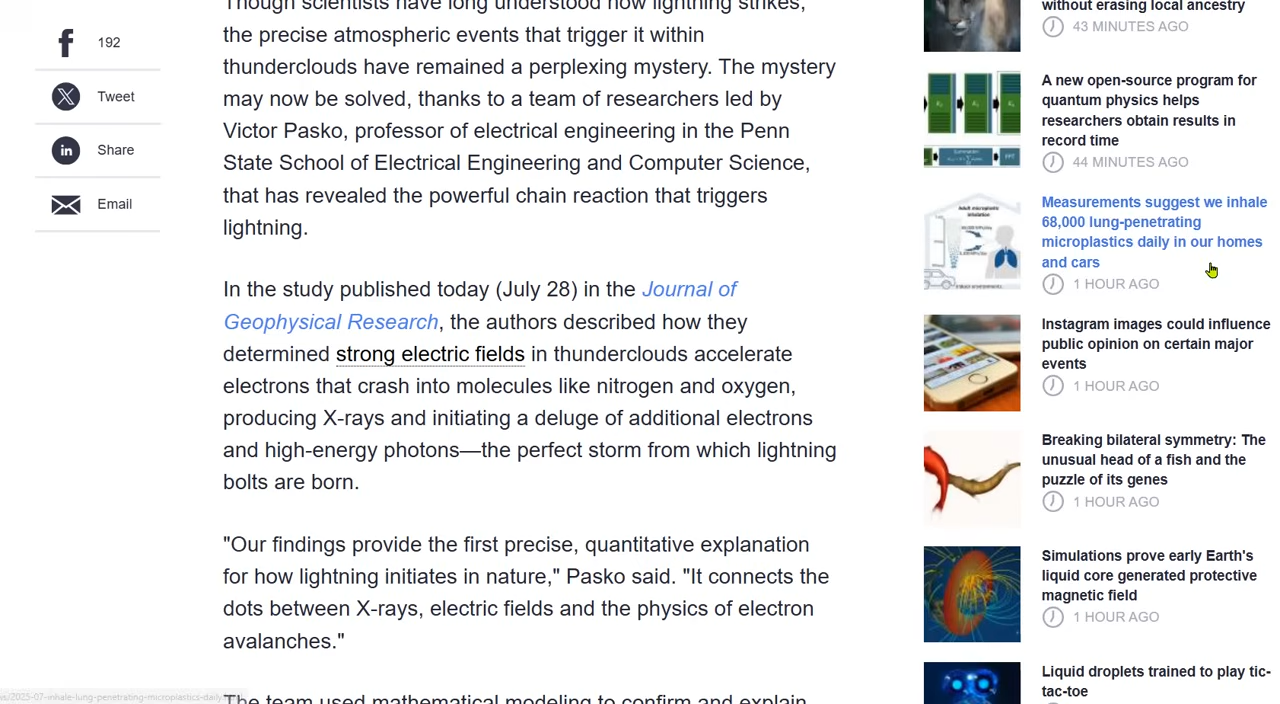 192
Tweet
Share
Email
Though scientists have long understood how lightning strikes,
the precise atmospheric events that trigger it within
thunderclouds have remained a perplexing mystery. The mystery
may now be solved, thanks to a team of researchers led by
Victor Pasko, professor of electrical engineering in the Penn
State School of Electrical Engineering and Computer Science,
that has revealed the powerful chain reaction that triggers
lightning.
In the study published today (July 28) in the Journal of
Geophysical Research, the authors described how they
determined strong electric fields in thunderclouds accelerate
electrons that crash into molecules like nitrogen and oxygen,
producing X-rays and initiating a deluge of additional electrons
and high-energy photons—the perfect storm from which lightning
bolts are born.
"Our findings provide the first precise, quantitative explanation
for how lightning initiates in nature," Pasko said. "It connects the
dots between X-rays, electric fields and the physics of electron
avalanches."
The team used mathematical modeling to confirm and explain
without erasing local ancestry
43 MINUTES AGO
A new open-source program for
quantum physics helps
researchers obtain results in
record time
44 MINUTES AGO
Measurements suggest we inhale
68,000 lung-penetrating
microplastics daily in our homes
and cars
1 HOUR AGO
Instagram images could influence
public opinion on certain major
events
1 HOUR AGO
Breaking bilateral symmetry: The
unusual head of a fish and the
puzzle of its genes
1 HOUR AGO
Simulations prove early Earth's
liquid core generated protective
magnetic field
1 HOUR AGO
Liquid droplets trained to play tic-
tac-toe
ws/2025-07-inhale-lung-penetrating-microplastics-daily